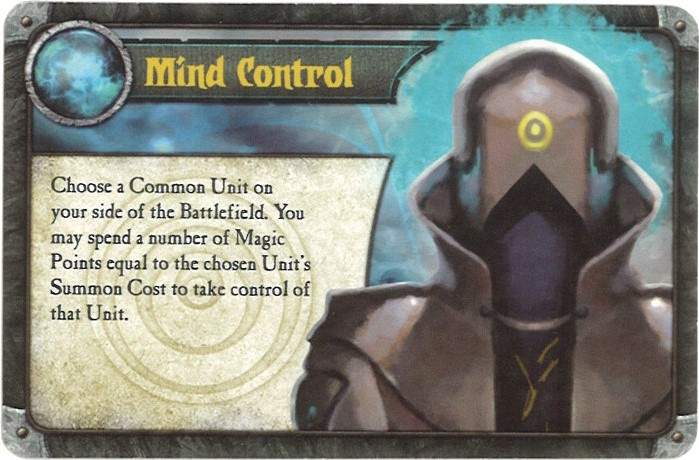 Mind Control
Choose a Common Unit on
your side of the Battlefield. You
may spend a number of Magic
Points equal to the chosen Unit's
Summon Cost to take control of
that Unit.